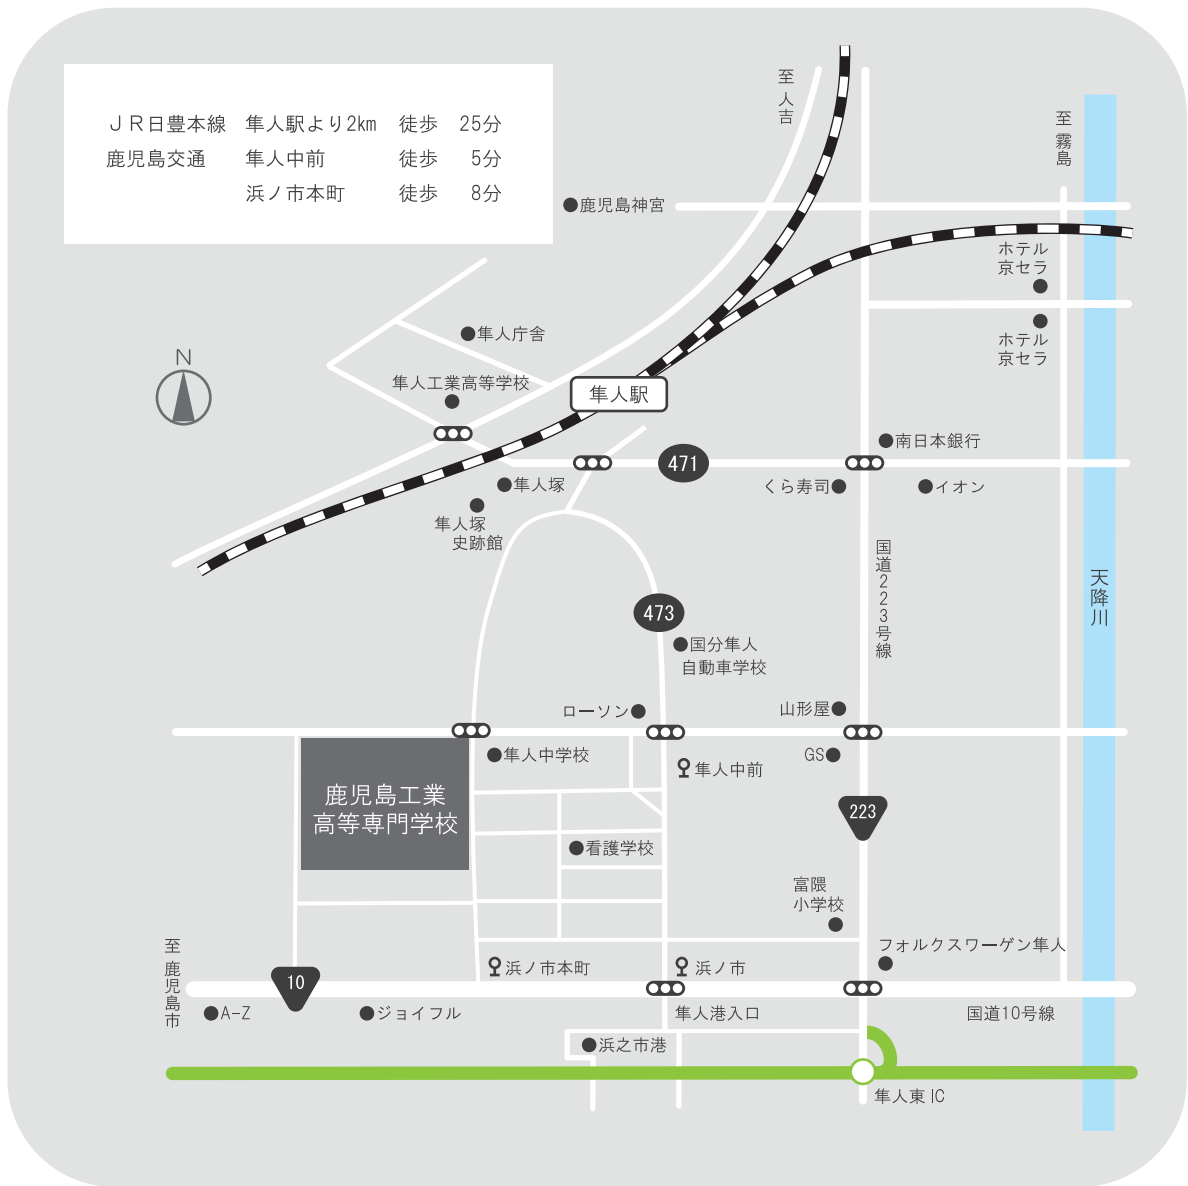 ＪＲ日豊本線 隼人駅より2km 徒歩 25分
鹿児島交通 隼人中前 徒歩 5分
浜ノ市本町 徒歩 8分
至 人吉
至 霧島
鹿児島神宮
ホテル
京セラ
ホテル
京セラ
隼人庁舎
N
隼人工業高等学校
隼人駅
471
南日本銀行
くら寿司
イオン
隼人塚
隼人塚
史跡館
国道223号線
天降川
473
国分隼人
自動車学校
ローソン
山形屋
隼人中学校
隼人中前
GS
鹿児島工業
高等専門学校
223
看護学校
富隈
小学校
フォルクスワーゲン隼人
至 鹿児島市
浜ノ市本町
浜ノ市
10
A-Z
ジョイフル
隼人港入口
国道10号線
浜之市港
隼人東IC